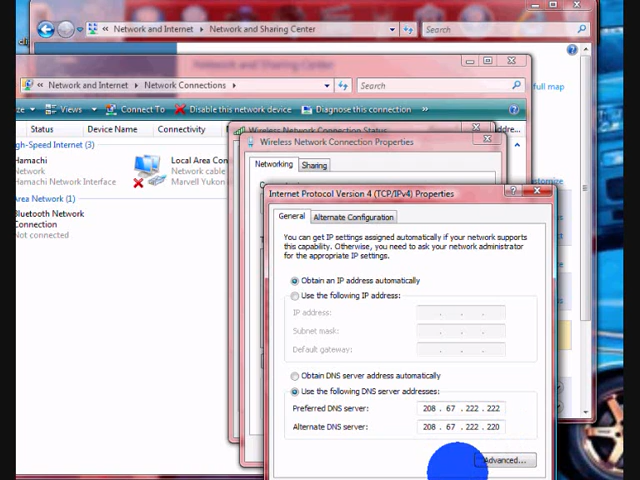 Network and Internet
Network and Sharing Center
Search
Network and Sharing Center
full map
Network and Internet
Network Connections
Search
Views
Connect To
Disable this network device
Diagnose this connection
»
Status
Device Name
Connectivity
Wireless Network Connection Status
Wireless Network Connection Properties
gh-Speed Internet (3)
Hamachi
Network
Hamachi Network Interface
Local Area Con
Marvell Yukon
Networking
Sharing
Area Network (1)
Bluetooth Network
Connection
Not connected
Internet Protocol Version 4 (TCP/IPv4) Properties
General
Alternate Configuration
You can get IP settings assigned automatically if your network supports
this capability. Otherwise, you need to ask your network administrator
for the appropriate IP settings.
Obtain an IP address automatically
Use the following IP address:
IP address:
Subnet mask:
Default gateway:
Obtain DNS server address automatically
Use the following DNS server addresses:
Preferred DNS server:
208 . 67 . 222 . 222
Alternate DNS server:
208 . 67 . 222 . 220
Advanced...